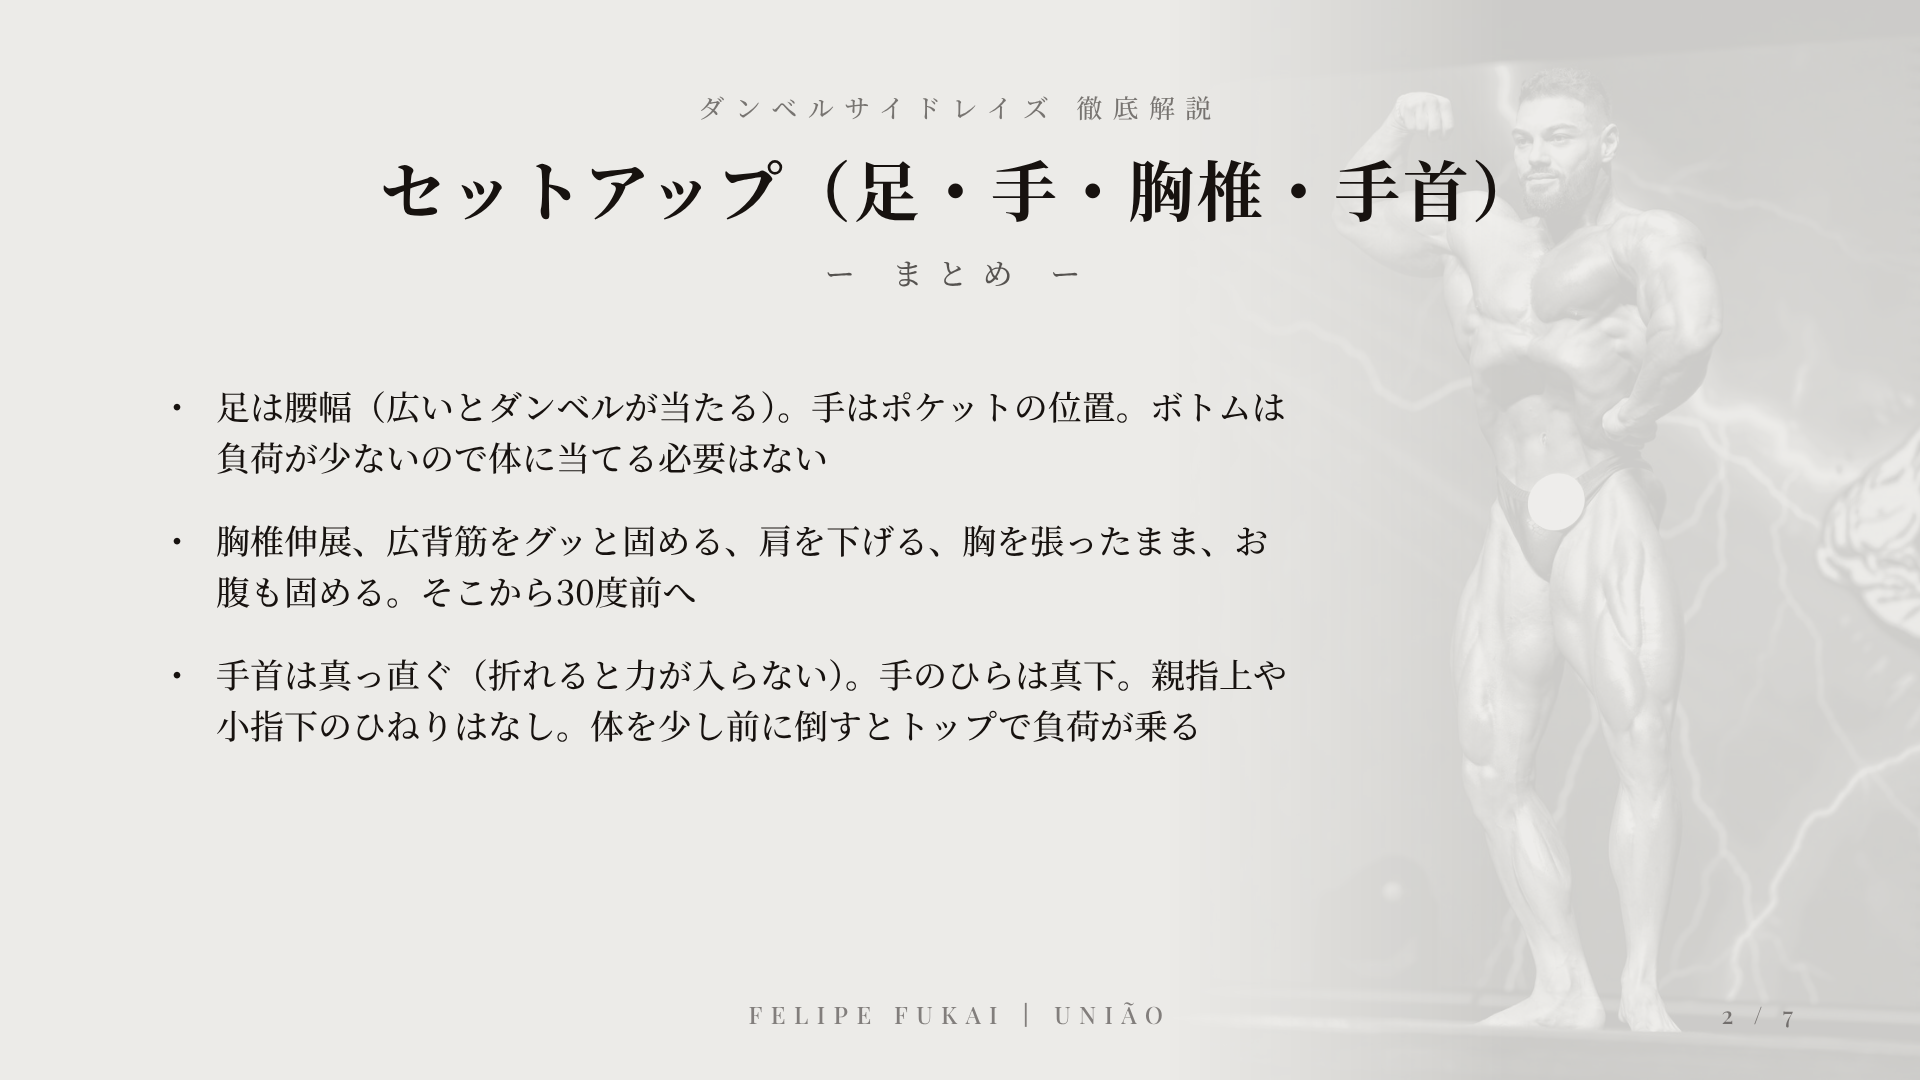 ダンベルサイドレイズ 徹底解説
セットアップ（足・手・胸椎・手首）
ー まとめ ー
・ 足は腰幅（広いとダンベルが当たる）。手はポケットの位置。ボトムは
負荷が少ないので体に当てる必要はない
・ 胸椎伸展、広背筋をグッと固める、肩を下げる、胸を張ったまま、お
腹も固める。そこから30度前へ
・ 手首は真っ直ぐ（折れると力が入らない）。手のひらは真下。親指上や
小指下のひねりはなし。体を少し前に倒すとトップで負荷が乗る
FELIPE FUKAI | UNIÃO
2 / 7